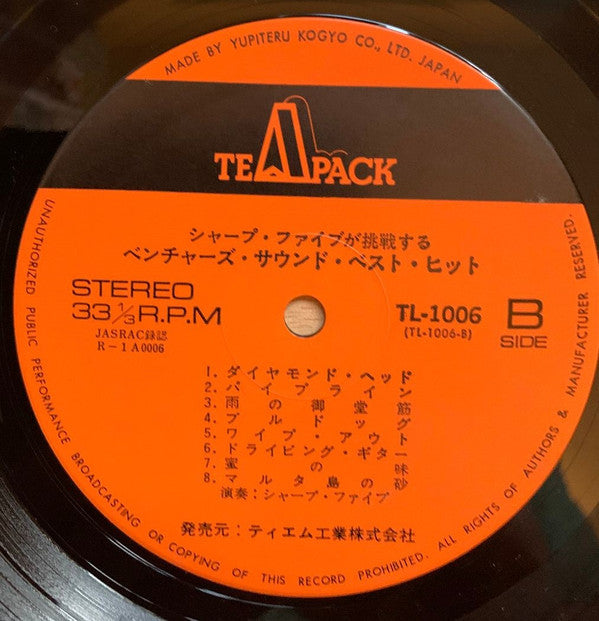 MADE BY YUPITERU KOGYO CO., LTD. JAPAN
TEAPACK
シャープ・ファイブが挑戦する
ベンチャーズ・サウンド・ベスト・ヒット
STEREO
33 1/3 R.P.M
JASRAC録認
R-1A0006
TL-1006
(TL-1006-B)
B
SIDE
1. ダイヤモンド・ヘッド
2. パイプライン
3. 雨の御堂筋
4. ブルドッグ
5. ワイプ・アウト
6. ドライビング・ギター
7. 蜜の味
8. マルタ島の砂
演奏：シャープ・ファイブ
発売元：ティエム工業株式会社
UNAUTHORIZED PUBLIC PERFORMANCE BROADCASTING OR COPYING OF THIS RECORD PROHIBITED. ALL RIGHTS OF AUTHORS & MANUFACTURER RESERVED.